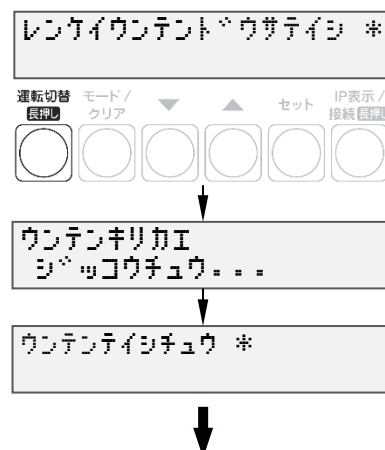 レンケイウンテンドウサテイシ *
運転切替
長押し
モード/
クリア
▼
▲
セット
IP表示/
接続 長押し
ウンテンキリカエ
ジッコウチュウ...
ウンテンテイシチュウ *